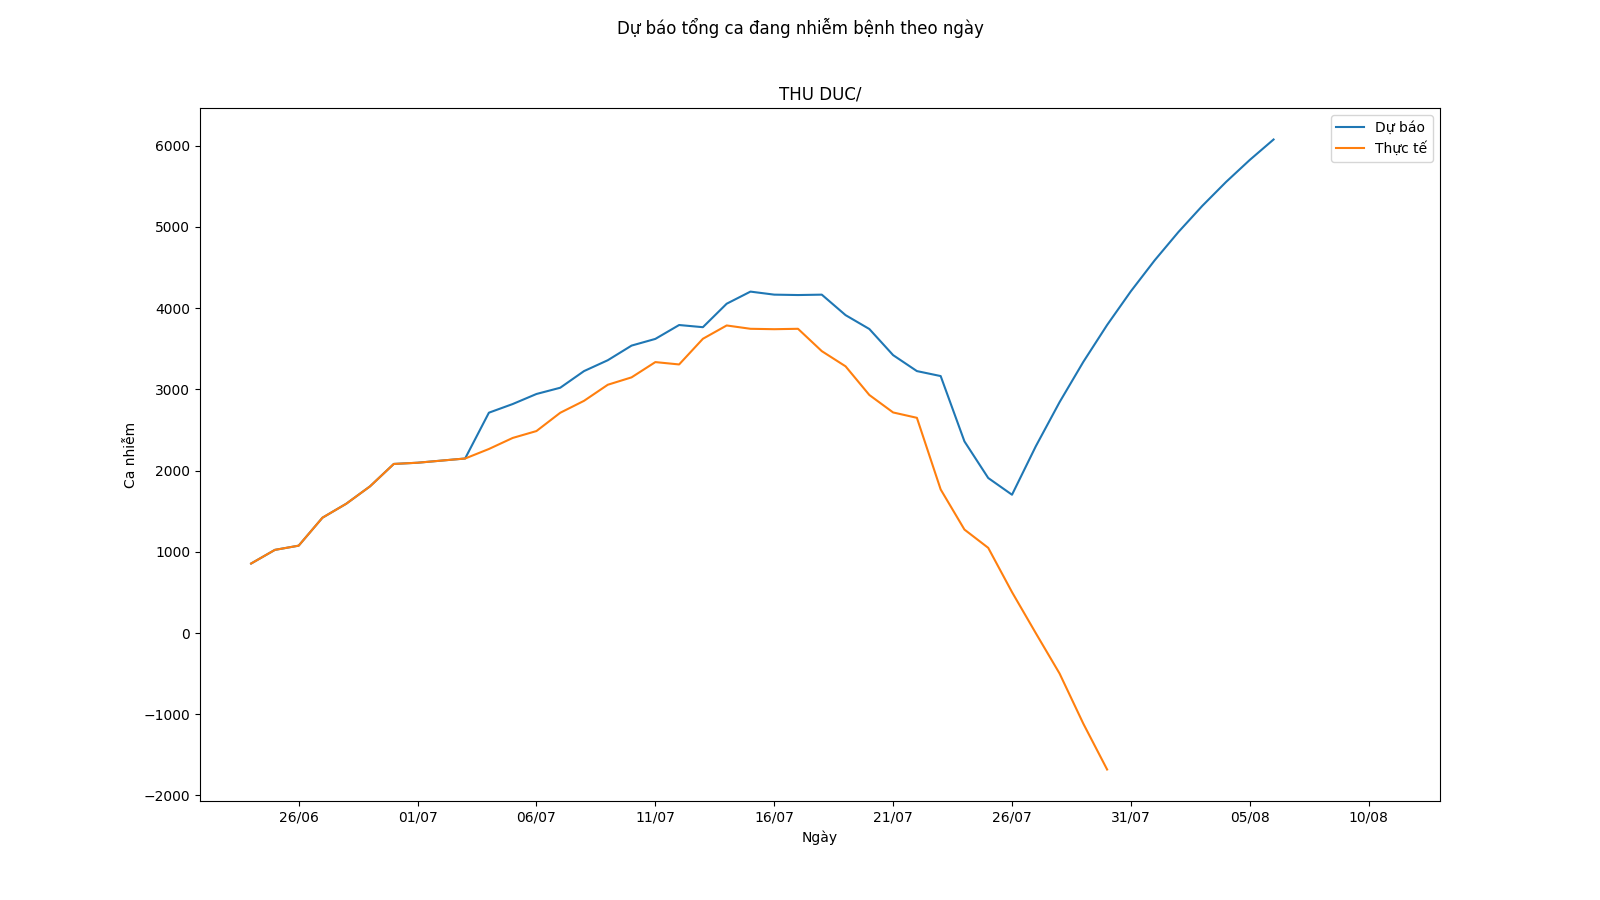 Dự báo tổng ca đang nhiễm bệnh theo ngày
THU DUC/
Dự báo
Thực tế
6000
5000
4000
3000
2000
1000
0
−1000
−2000
Ca nhiễm
26/06 01/07 06/07 11/07 16/07 21/07 26/07 31/07 05/08 10/08
Ngày